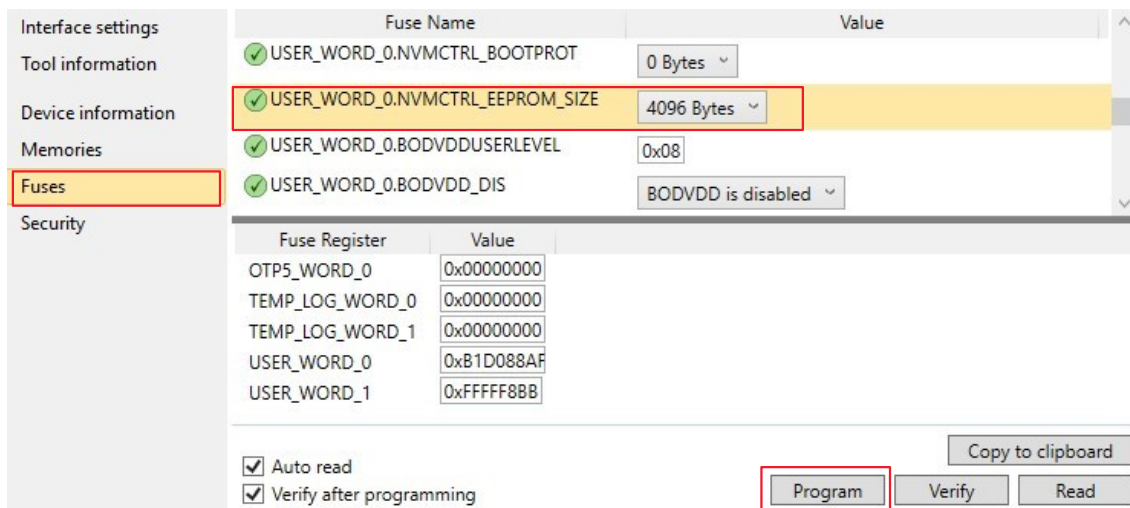 Interface settings
Tool information
Device information
Memories
Fuses
Security
Fuse Name Value
USER_WORD_0.NVMCTRL_BOOTPROT 0 Bytes
USER_WORD_0.NVMCTRL_EEPROM_SIZE 4096 Bytes
USER_WORD_0.BODVDDUSERLEVEL 0x08
USER_WORD_0.BODVDD_DIS BODVDD is disabled
Fuse Register Value
OTP5_WORD_0 0x00000000
TEMP_LOG_WORD_0 0x00000000
TEMP_LOG_WORD_1 0x00000000
USER_WORD_0 0xB1D088AF
USER_WORD_1 0xFFFFF8BB
Copy to clipboard
Auto read
Verify after programming
Program Verify Read